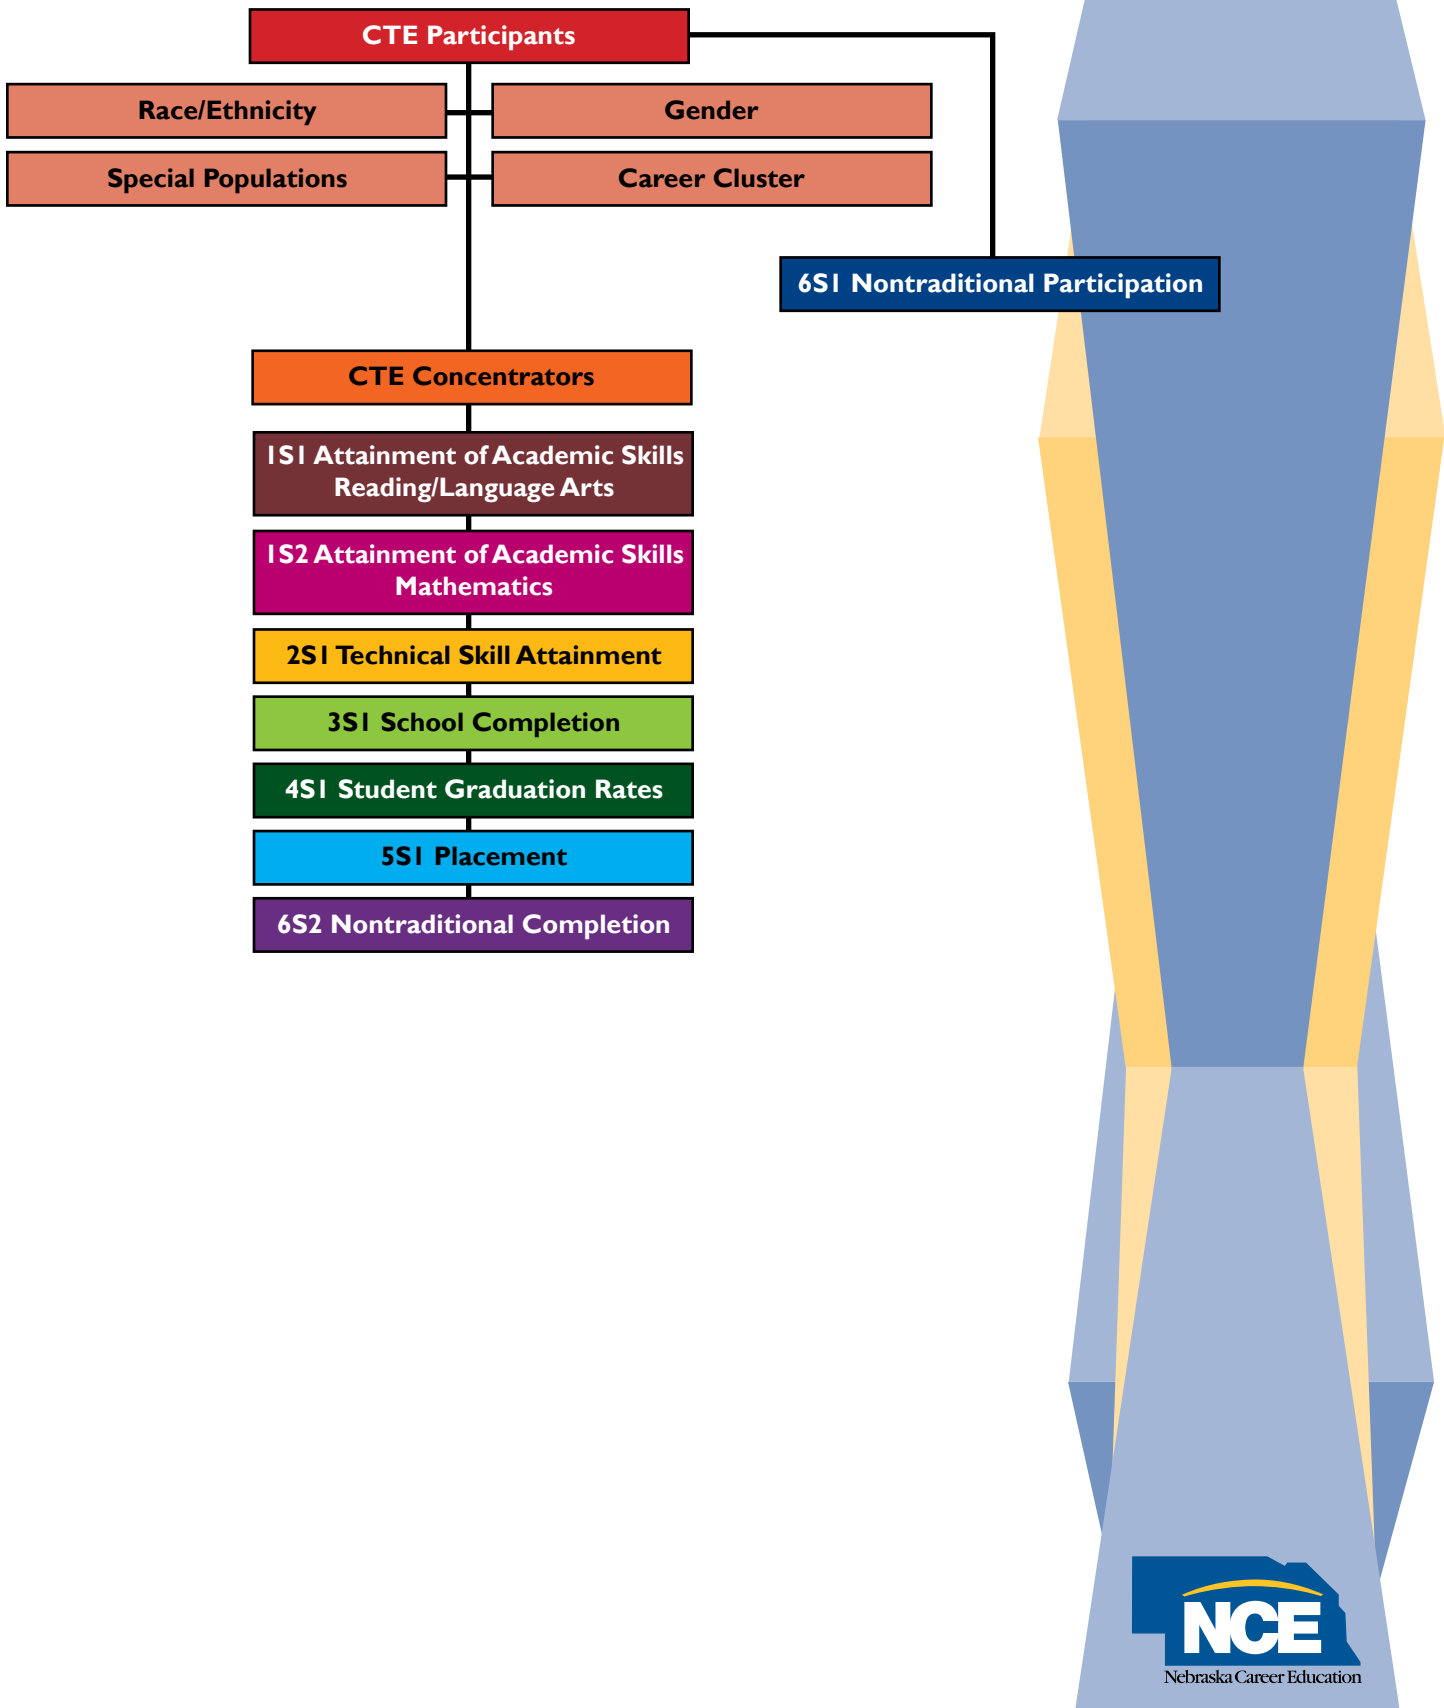 CTE Participants
Race/Ethnicity
Gender
Special Populations
Career Cluster
6S1 Nontraditional Participation
CTE Concentrators
1S1 Attainment of Academic Skills
Reading/Language Arts
1S2 Attainment of Academic Skills
Mathematics
2S1 Technical Skill Attainment
3S1 School Completion
4S1 Student Graduation Rates
5S1 Placement
6S2 Nontraditional Completion
NCE
Nebraska Career Education